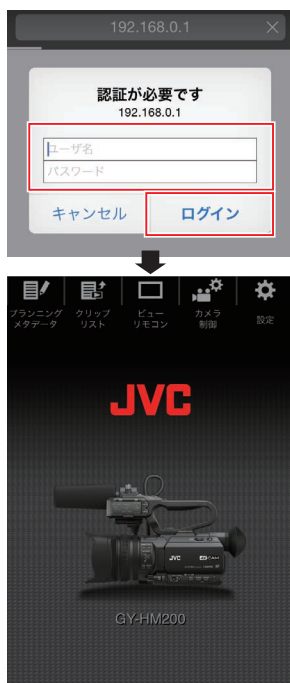 192.168.0.1
認証が必要です
192.168.0.1
ユーザ名
パスワード
キャンセル
ログイン
プランニング
メタデータ
クリップ
リスト
ビュー
リモコン
カメラ
制御
設定
JVC
JVC
4KCAM
GY-HM200